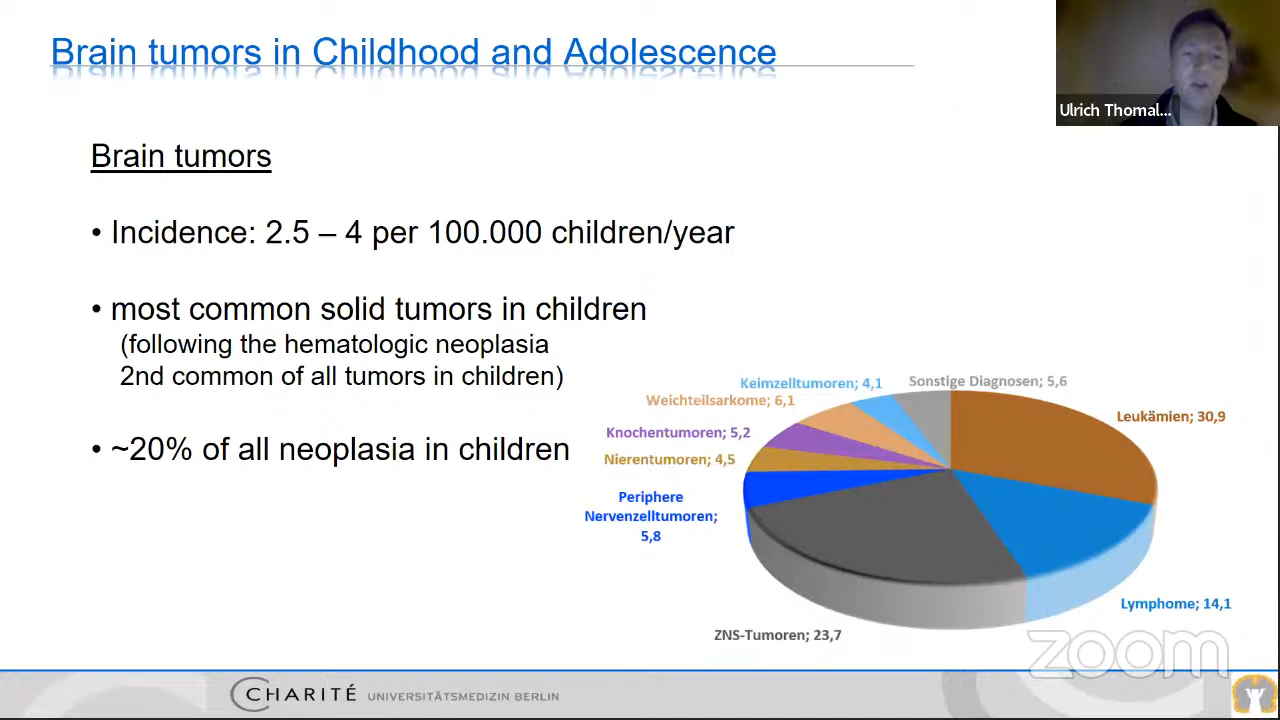 Brain tumors in Childhood and Adolescence
Ulrich Thomal...
Brain tumors
• Incidence: 2.5 – 4 per 100.000 children/year
• most common solid tumors in children
(following the hematologic neoplasia
2nd common of all tumors in children)
• ~20% of all neoplasia in children
Keimzelltumoren; 4,1
Sonstige Diagnosen; 5,6
Weichteilsarkome; 6,1
Leukämien; 30,9
Knochentumoren; 5,2
Nierentumoren; 4,5
Periphere
Nervenzelltumoren;
5,8
Lymphome; 14,1
ZNS-Tumoren; 23,7
zoom
CHARITÉ UNIVERSITÄTSMEDIZIN BERLIN